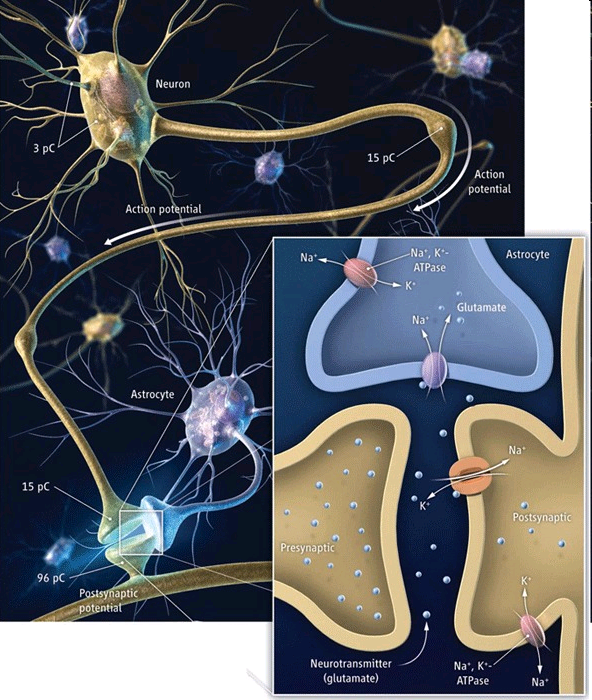 Neuron
3 pC
15 pC
Action
potential
Action potential
Astrocyte
15 pC
96 pC
Postsynaptic
potential
Na⁺
Na⁺, K⁺-
ATPase
Astrocyte
K⁺
Glutamate
Na⁺
Na⁺
K⁺
Postsynaptic
Presynaptic
K⁺
Neurotransmitter
(glutamate)
Na⁺, K⁺-
ATPase
Na⁺